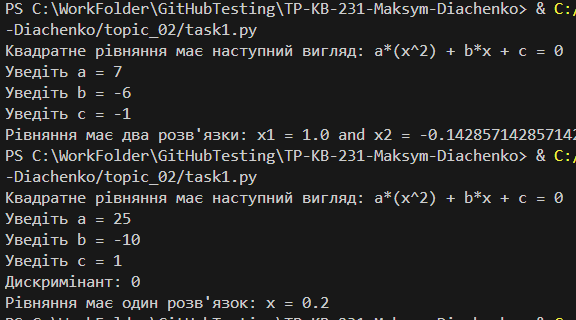 PS C:\WorkFolder\GitHubTesting\TP-KB-231-Maksym-Diachenko> & C:/
-Diachenko/topic_02/task1.py
Квадратне рівняння має наступний вигляд: a*(x^2) + b*x + c = 0
Уведіть a = 7
Уведіть b = -6
Уведіть c = -1
Рівняння має два розв'язки: x1 = 1.0 and x2 = -0.142857142857142
PS C:\WorkFolder\GitHubTesting\TP-KB-231-Maksym-Diachenko> & C:/
-Diachenko/topic_02/task1.py
Квадратне рівняння має наступний вигляд: a*(x^2) + b*x + c = 0
Уведіть a = 25
Уведіть b = -10
Уведіть c = 1
Дискримінант: 0
Рівняння має один розв'язок: x = 0.2